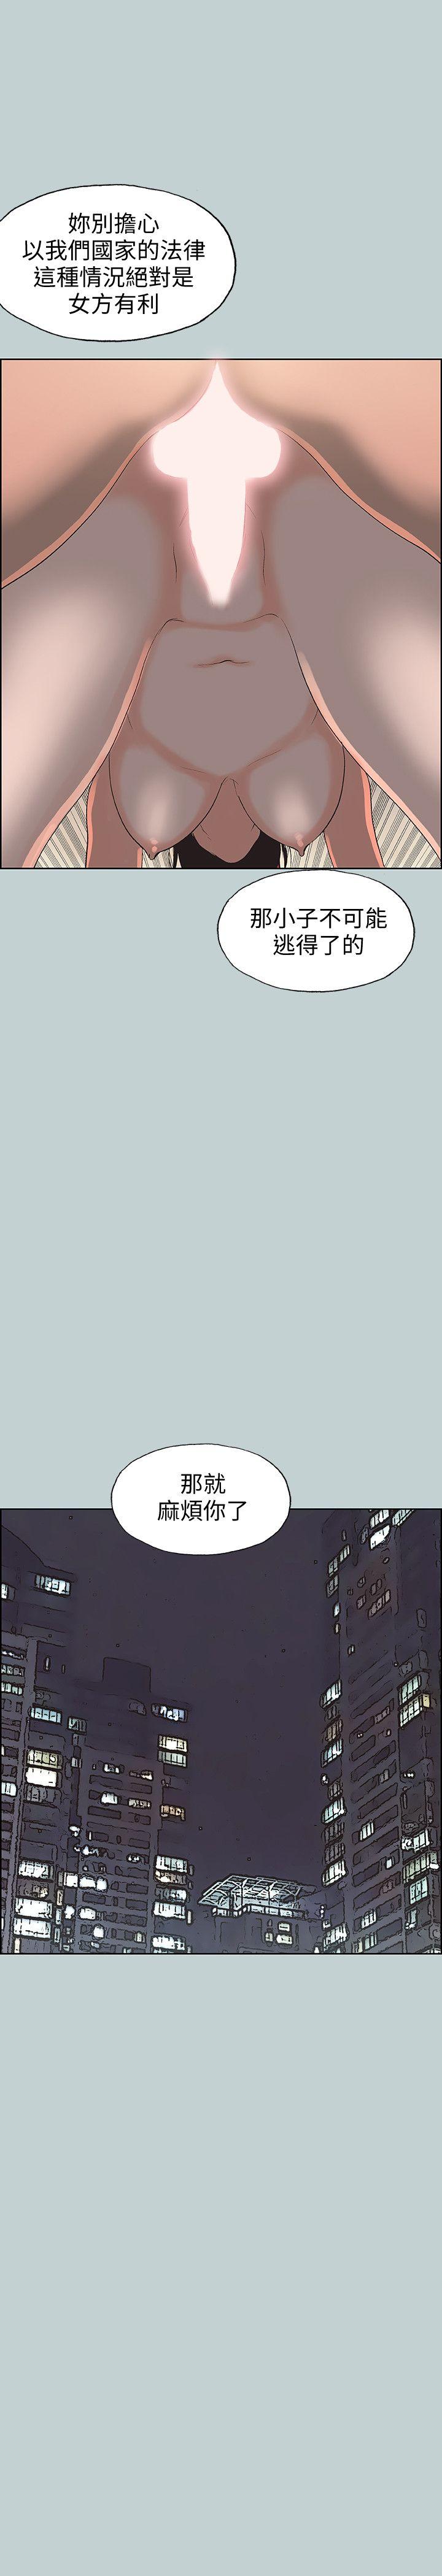 妳別擔心
以我們國家的法律
這種情況絕對是
女方有利
那小子不可能
逃得了的
那就
麻煩你了